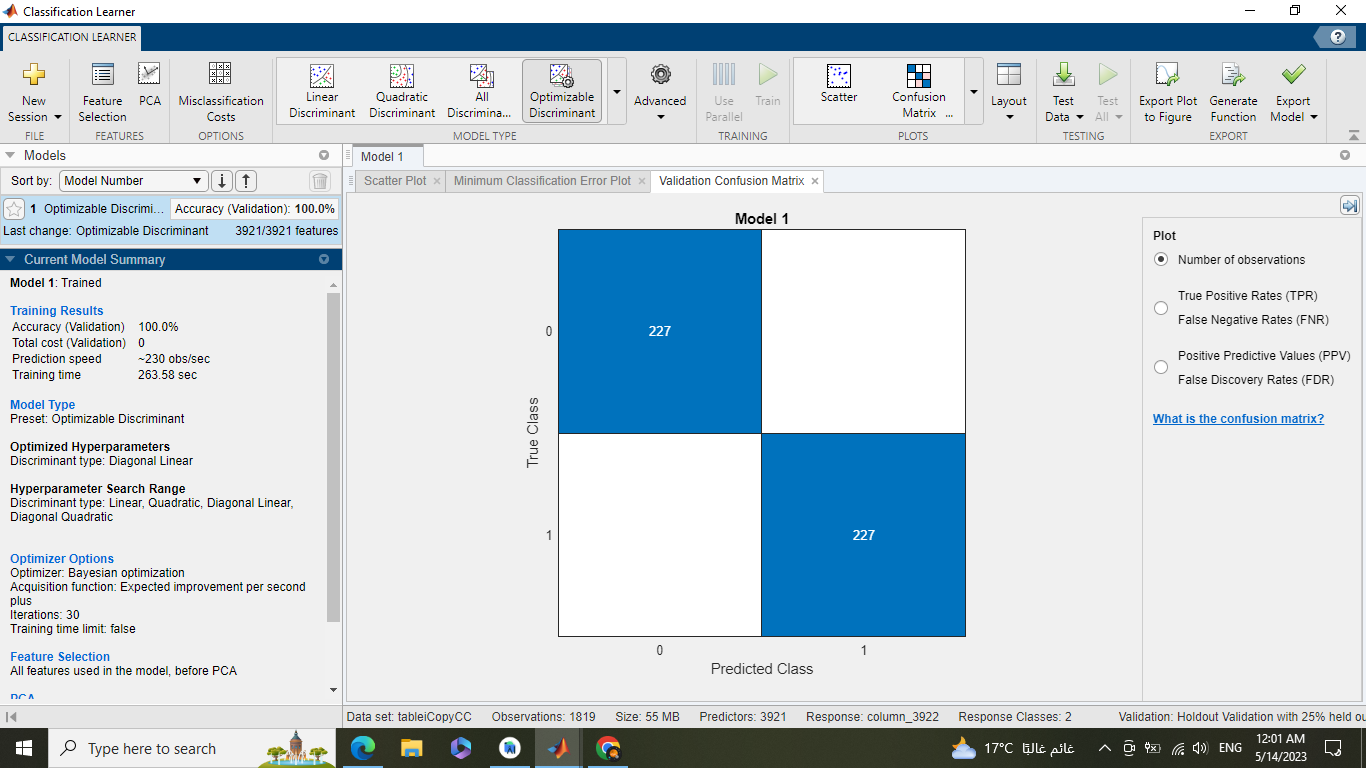 Classification Learner
CLASSIFICATION LEARNER
?
New Session
Feature Selection
PCA
Misclassification Costs
Linear Discriminant
Quadratic Discriminant
All Discrimina...
Optimizable Discriminant
Advanced
Use Parallel
Train
Scatter
Confusion Matrix ...
Layout
Test Data
Test All
Export Plot to Figure
Generate Function
Export Model
FILE
FEATURES
OPTIONS
MODEL TYPE
TRAINING
PLOTS
TESTING
EXPORT
Models
Sort by: Model Number
1 Optimizable Discrimi... Accuracy (Validation): 100.0%
Last change: Optimizable Discriminant 3921/3921 features
Current Model Summary
Model 1: Trained
Training Results
Accuracy (Validation) 100.0%
Total cost (Validation) 0
Prediction speed ~230 obs/sec
Training time 263.58 sec
Model Type
Preset: Optimizable Discriminant
Optimized Hyperparameters
Discriminant type: Diagonal Linear
Hyperparameter Search Range
Discriminant type: Linear, Quadratic, Diagonal Linear,
Diagonal Quadratic
Optimizer Options
Optimizer: Bayesian optimization
Acquisition function: Expected improvement per second
plus
Iterations: 30
Training time limit: false
Feature Selection
All features used in the model, before PCA
PCA
Model 1
Scatter Plot
Minimum Classification Error Plot
Validation Confusion Matrix
Model 1
0
227
True Class
1
227
0 1
Predicted Class
Plot
Number of observations
True Positive Rates (TPR)
False Negative Rates (FNR)
Positive Predictive Values (PPV)
False Discovery Rates (FDR)
What is the confusion matrix?
Data set: tableiCopyCC Observations: 1819 Size: 55 MB Predictors: 3921 Response: column_3922 Response Classes: 2 Validation: Holdout Validation with 25% held ou
Type here to search
17°C غائم غالبًا
ENG
12:01 AM
5/14/2023